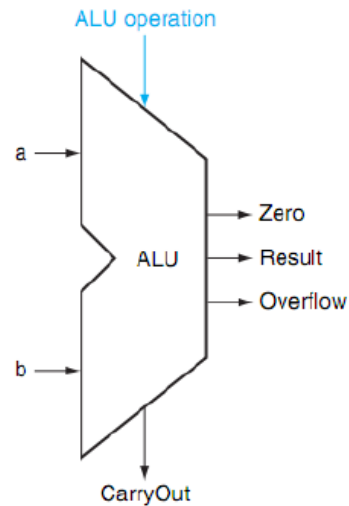 ALU operation
a
Zero
ALU
Result
Overflow
b
CarryOut